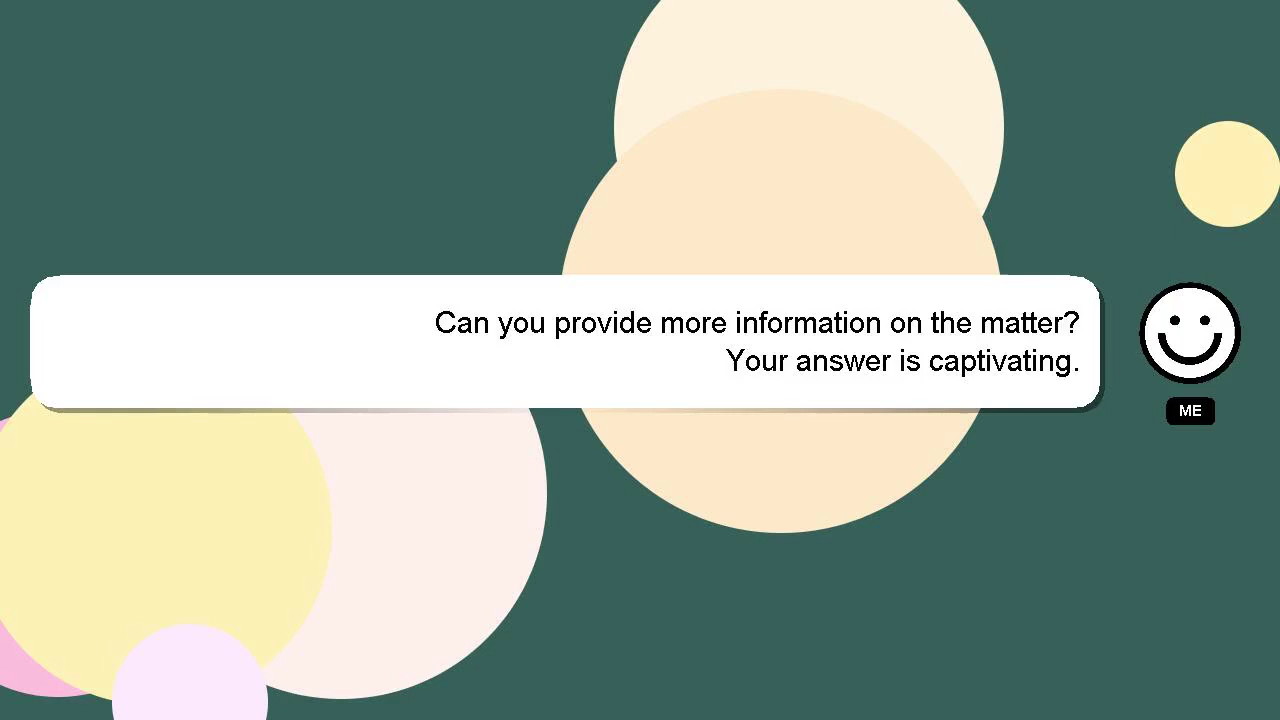 Can you provide more information on the matter?
Your answer is captivating.
ME